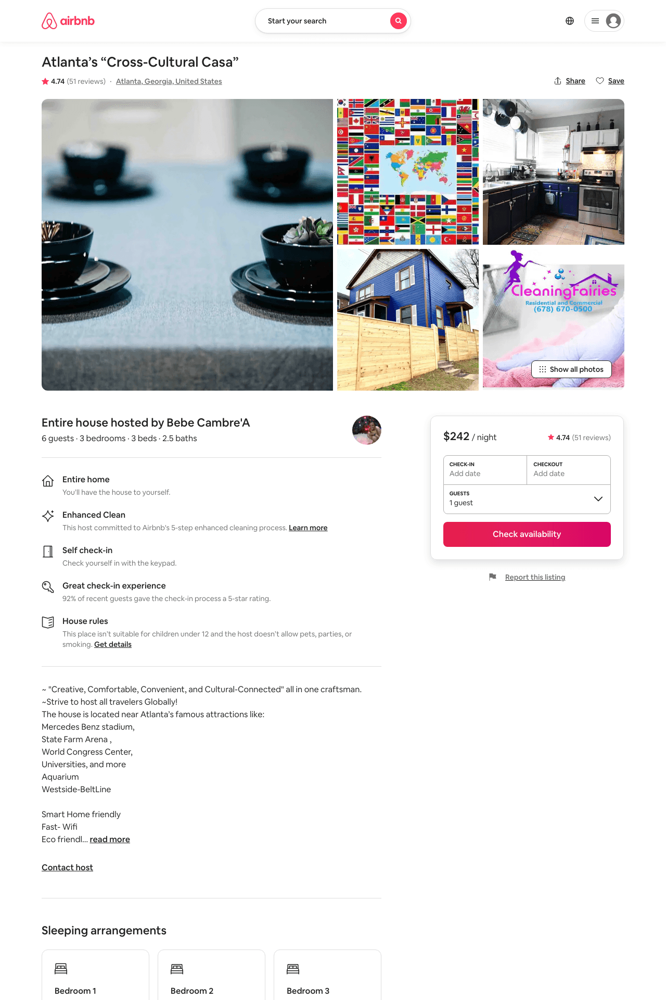 airbnb
Start your search
Atlanta’s “Cross-Cultural Casa”
4.74 (51 reviews) · Atlanta, Georgia, United States
Share
Save
CleaningFairies
Residential and Commercial
(678) 670-0500
Show all photos
Entire house hosted by Bebe Cambre'A
6 guests · 3 bedrooms · 3 beds · 2.5 baths
Entire home
You’ll have the house to yourself.
Enhanced Clean
This host committed to Airbnb's 5-step enhanced cleaning process. Learn more
Self check-in
Check yourself in with the keypad.
Great check-in experience
92% of recent guests gave the check-in process a 5-star rating.
House rules
This place isn’t suitable for children under 12 and the host doesn’t allow pets, parties, or
smoking. Get details
$242 / night
4.74 (51 reviews)
CHECK-IN
Add date
CHECKOUT
Add date
GUESTS
1 guest
Check availability
Report this listing
~ "Creative, Comfortable, Convenient, and Cultural-Connected" all in one craftsman.
~Strive to host all travelers Globally!
The house is located near Atlanta’s famous attractions like:
Mercedes Benz stadium,
State Farm Arena ,
World Congress Center,
Universities, and more
Aquarium
Westside-BeltLine
Smart Home friendly
Fast- Wifi
Eco friendl… read more
Contact host
Sleeping arrangements
Bedroom 1
Bedroom 2
Bedroom 3